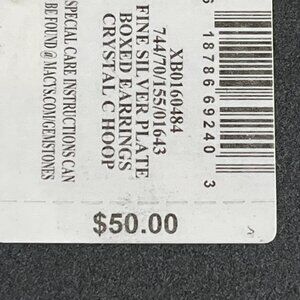 XB0160484
744/70/155/01643
FINE SILVER PLATE
BOXED EARRINGS
CRYSTAL C HOOP
SPECIAL CARE INSTRUCTIONS CAN
BE FOUND @ MACYS.COM/GEMSTONES
18786 69240 3
$50.00